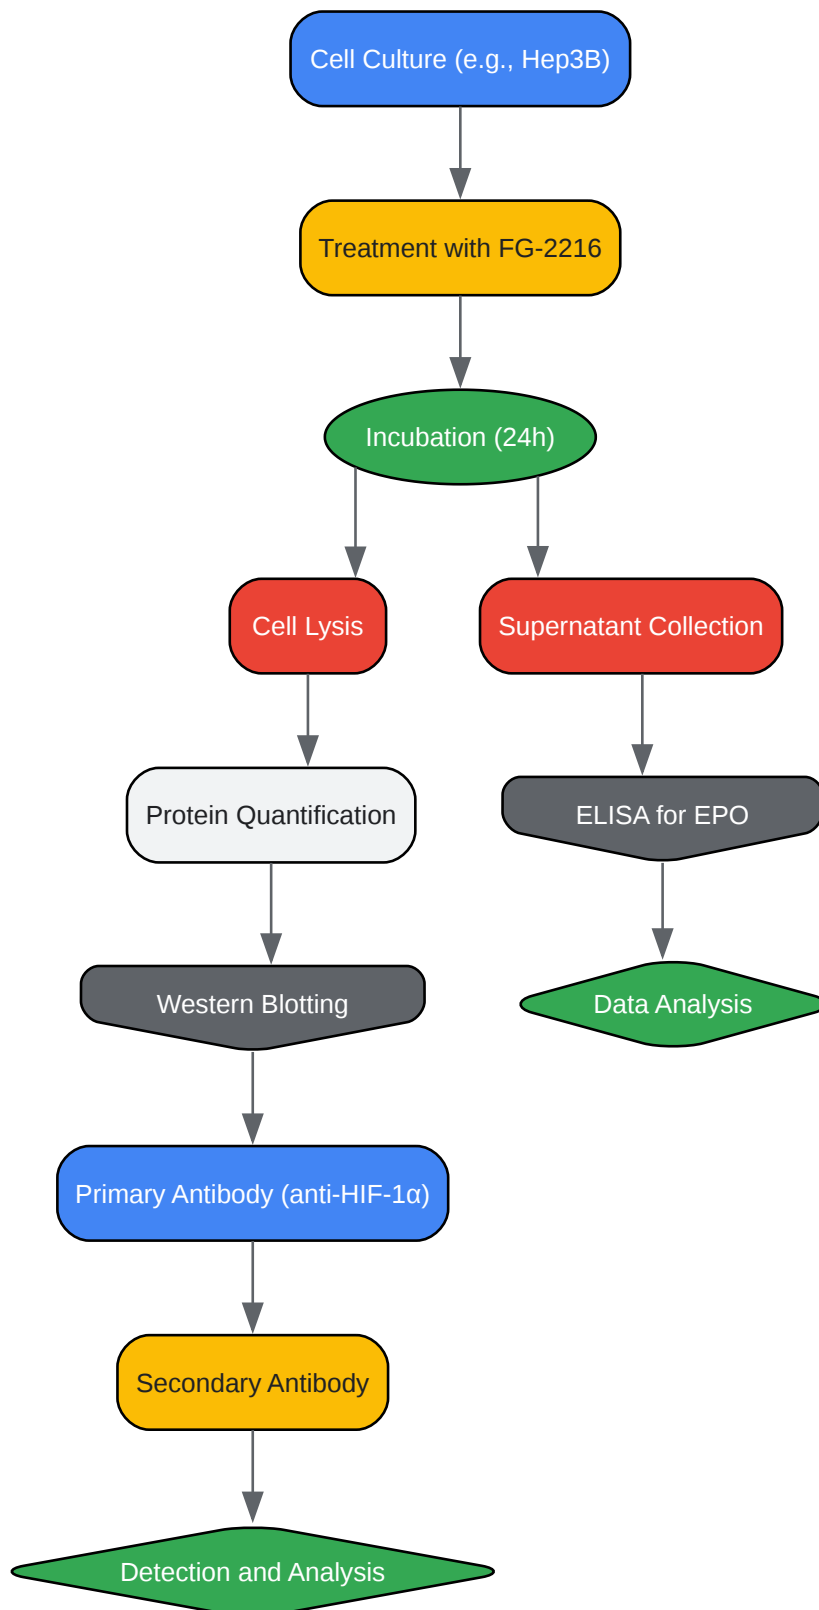 Cell Culture (e.g., Hep3B)
Treatment with FG-2216
Incubation (24h)
Cell Lysis
Supernatant Collection
Protein Quantification
ELISA for EPO
Western Blotting
Data Analysis
Primary Antibody (anti-HIF-1α)
Secondary Antibody
Detection and Analysis